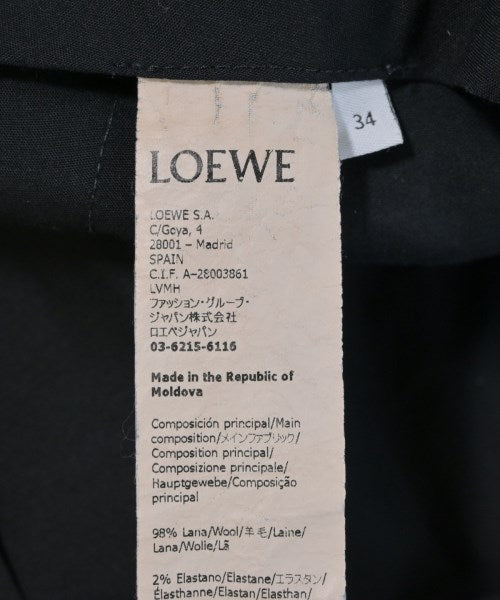 34
LOEWE
LOEWE S.A.
C/Goya, 4
28001 – Madrid
SPAIN
C.I.F. A-28003861
LVMH
ファッション・グループ・
ジャパン株式会社
ロエベジャパン
03-6215-6116
Made in the Republic of
Moldova
Composición principal/Main
composition/メインファブリック/
Composition principal/
Composizione principale/
Hauptgewebe/Composição
principal
98% Lana/Wool/羊毛/Laine/
Lana/Wolle/Lã
2% Elastano/Elastane/エラスタン/
Élasthanne/Elastan/Elasthan/